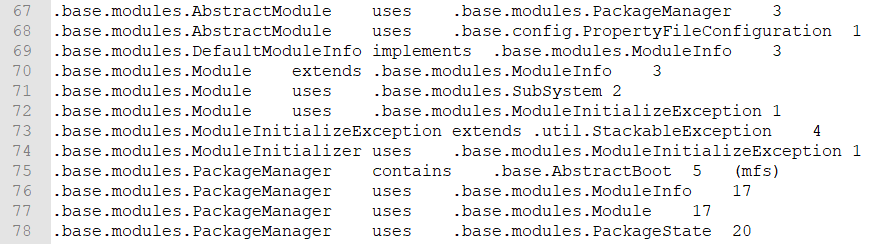 67 .base.modules.AbstractModule uses .base.modules.PackageManager 3
68 .base.modules.AbstractModule uses .base.config.PropertyFileConfiguration 1
69 .base.modules.DefaultModuleInfo implements .base.modules.ModuleInfo 3
70 .base.modules.Module extends .base.modules.ModuleInfo 3
71 .base.modules.Module uses .base.modules.SubSystem 2
72 .base.modules.Module uses .base.modules.ModuleInitializeException 1
73 .base.modules.ModuleInitializeException extends .util.StackableException 4
74 .base.modules.ModuleInitializer uses .base.modules.ModuleInitializeException 1
75 .base.modules.PackageManager contains .base.AbstractBoot 5 (mfs)
76 .base.modules.PackageManager uses .base.modules.ModuleInfo 17
77 .base.modules.PackageManager uses .base.modules.Module 17
78 .base.modules.PackageManager uses .base.modules.PackageState 20